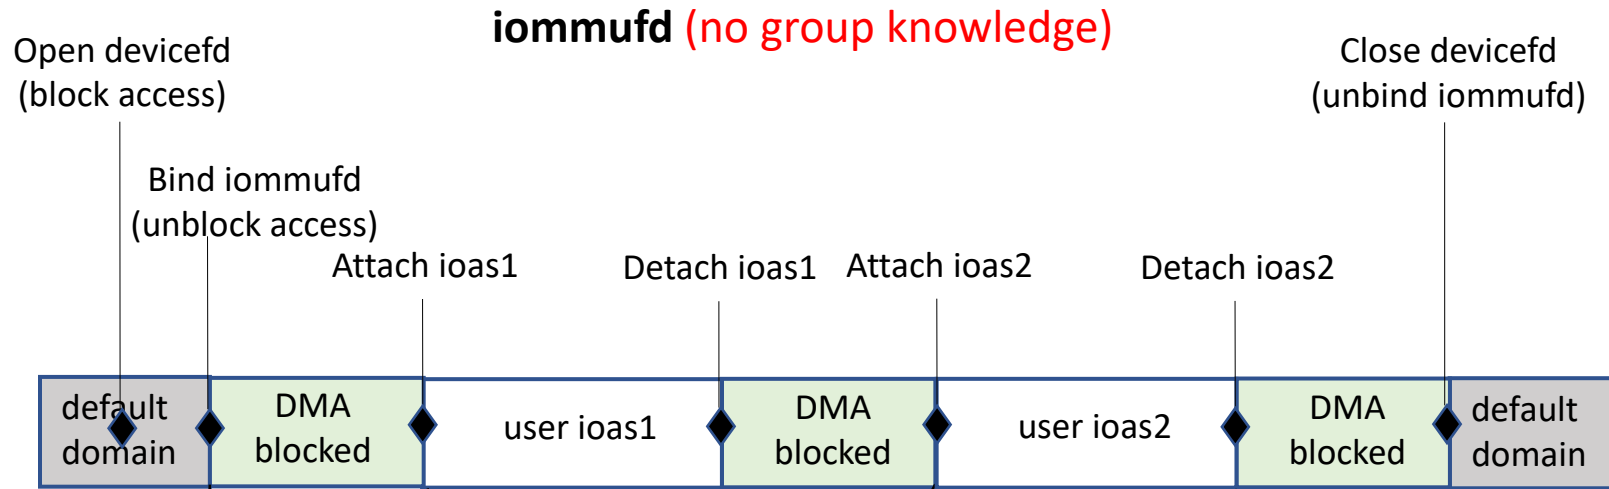 iommufd (no group knowledge)
Open devicefd
(block access)
Close devicefd
(unbind iommufd)
Bind iommufd
(unblock access)
Attach ioas1
Detach ioas1
Attach ioas2
Detach ioas2
default
domain
DMA
blocked
user ioas1
DMA
blocked
user ioas2
DMA
blocked
default
domain